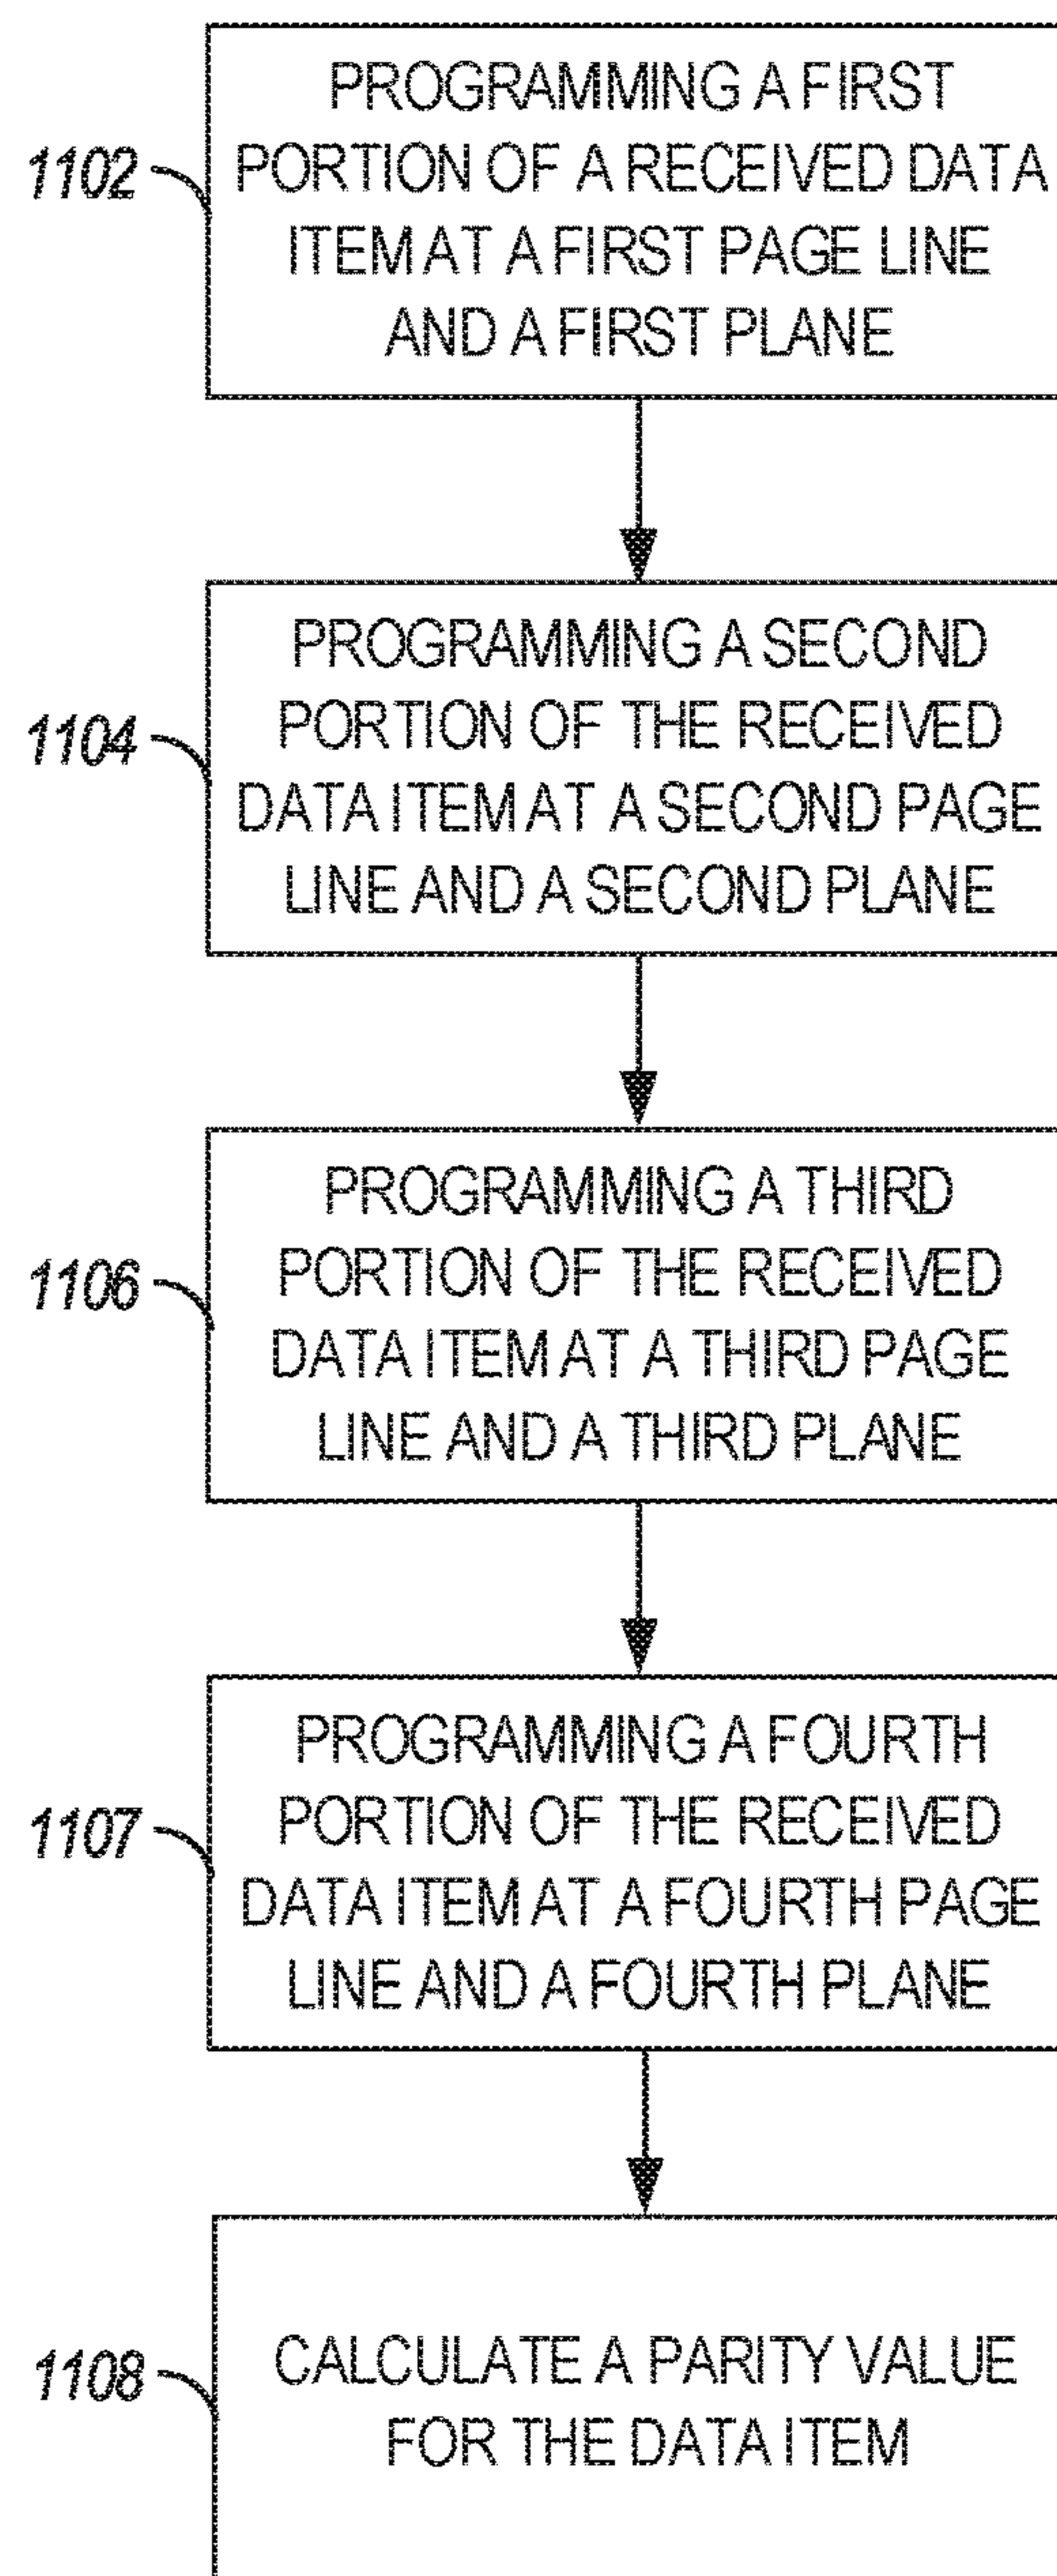 PROGRAMMING A FIRST
1102
PORTION OF A RECEIVED DATA
ITEM AT A FIRST PAGE LINE
AND A FIRST PLANE
PROGRAMMING A SECOND
1104
PORTION OF THE RECEIVED
DATA ITEM AT A SECOND PAGE
LINE AND A SECOND PLANE
PROGRAMMING A THIRD
1106
PORTION OF THE RECEIVED
DATA ITEM AT A THIRD PAGE
LINE AND A THIRD PLANE
PROGRAMMING A FOURTH
1107
PORTION OF THE RECEIVED
DATA ITEM AT A FOURTH PAGE
LINE AND A FOURTH PLANE
1108
CALCULATE A PARITY VALUE
FOR THE DATA ITEM